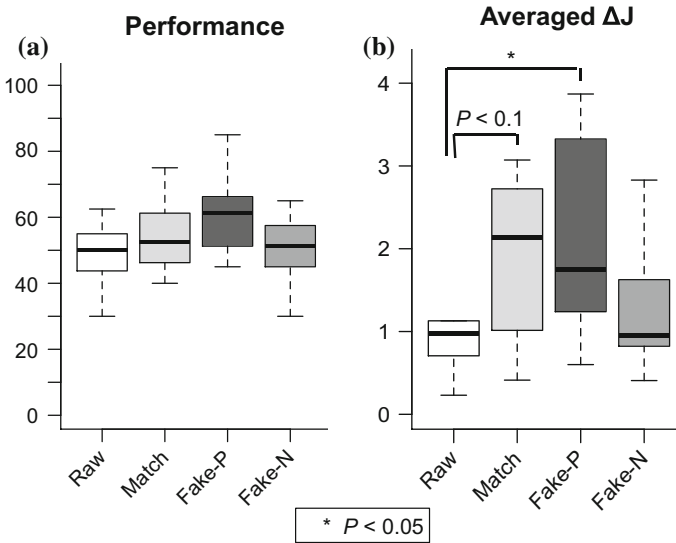 Performance
(a)
100
80
60
40
20
0
Raw
Match
Fake-P
Fake-N
Averaged ΔJ
(b)
*
P < 0.1
4
3
2
1
0
Raw
Match
Fake-P
Fake-N
* P < 0.05